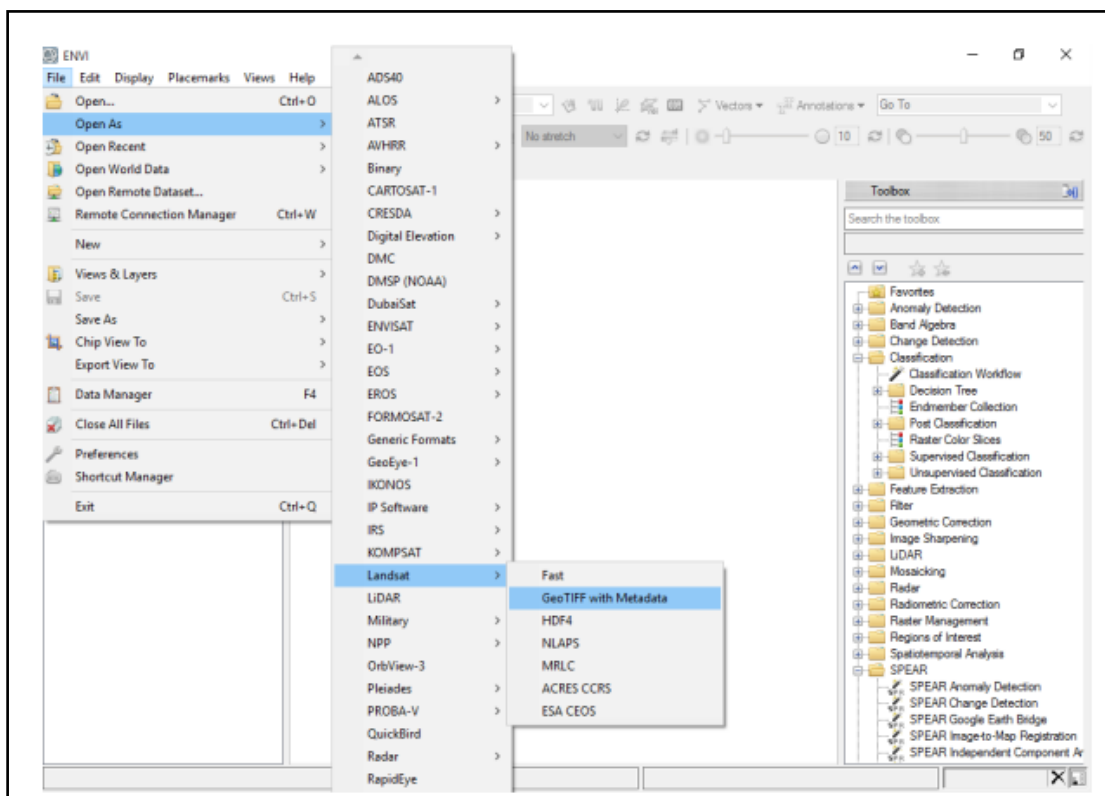 ENVI
File Edit Display Placemarks Views Help
Open... Ctrl+O
Open As
Open Recent
Open World Data
Open Remote Dataset...
Remote Connection Manager Ctrl+W
New
Views & Layers
Save Ctrl+S
Save As
Chip View To
Export View To
Data Manager F4
Close All Files Ctrl+Del
Preferences
Shortcut Manager
Exit Ctrl+Q
ADS40
ALOS
ATSR
AVHRR
Binary
CARTOSAT-1
CRESDA
Digital Elevation
DMC
DMSP (NOAA)
DubaiSat
ENVISAT
EO-1
EOS
EROS
FORMOSAT-2
Generic Formats
GeoEye-1
IKONOS
IP Software
IRS
KOMPSAT
Landsat
LiDAR
Military
NPP
OrbView-3
Pleiades
PROBA-V
QuickBird
Radar
RapidEye
Fast
GeoTIFF with Metadata
HDF4
NLAPS
MRLC
ACRES CCRS
ESA CEOS
Vectors Annotations Go To
No stretch 10 50
Toolbox
Search the toolbox
Favorites
Anomaly Detection
Band Algebra
Change Detection
Classification
Classification Workflow
Decision Tree
Endmember Collection
Post Classification
Raster Color Slices
Supervised Classification
Unsupervised Classification
Feature Extraction
Filter
Geometric Correction
Image Sharpening
LiDAR
Mosaicking
Radar
Radiometric Correction
Raster Management
Regions of Interest
Spatiotemporal Analysis
SPEAR
SPEAR Anomaly Detection
SPEAR Change Detection
SPEAR Google Earth Bridge
SPEAR Image-to-Map Registration
SPEAR Independent Component Ar